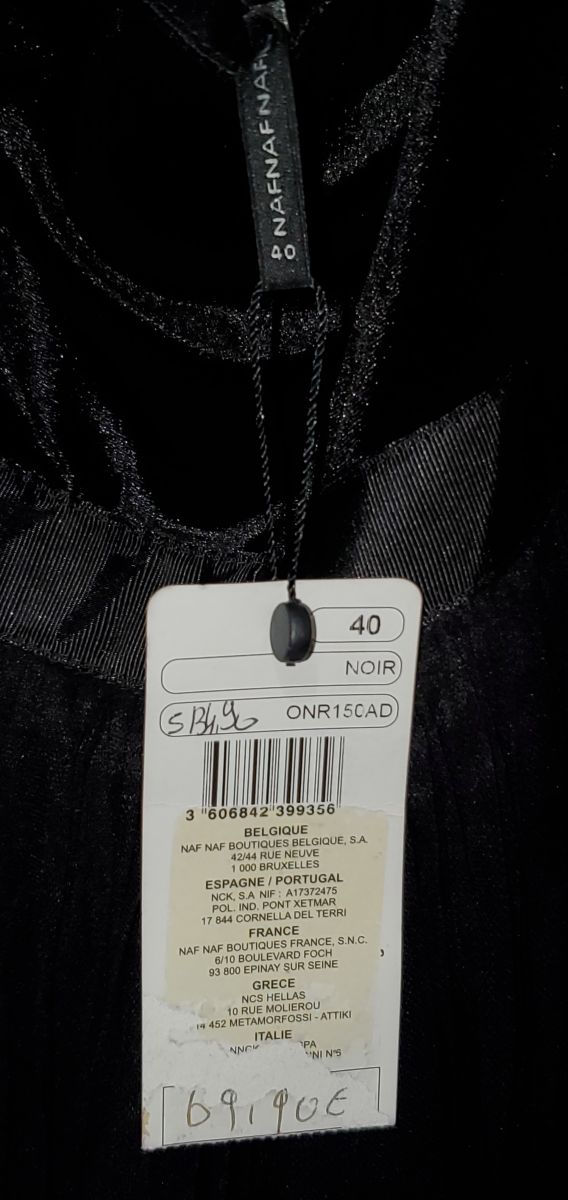 NAFNAFNAF
40
40
NOIR
ONR150AD
3 606842 399356
BELGIQUE
NAF NAF BOUTIQUES BELGIQUE, S.A.
42/44 RUE NEUVE
1 000 BRUXELLES
ESPAGNE / PORTUGAL
NCK, S.A NIF : A17372475
POL. IND. PONT XETMAR
17 844 CORNELLA DEL TERRI
FRANCE
NAF NAF BOUTIQUES FRANCE, S.N.C.
6/10 BOULEVARD FOCH
93 800 EPINAY SUR SEINE
GRECE
NCS HELLAS
10 RUE MOLIEROU
14 452 METAMORFOSSI - ATTIKI
ITALIE
N°6
69,90€